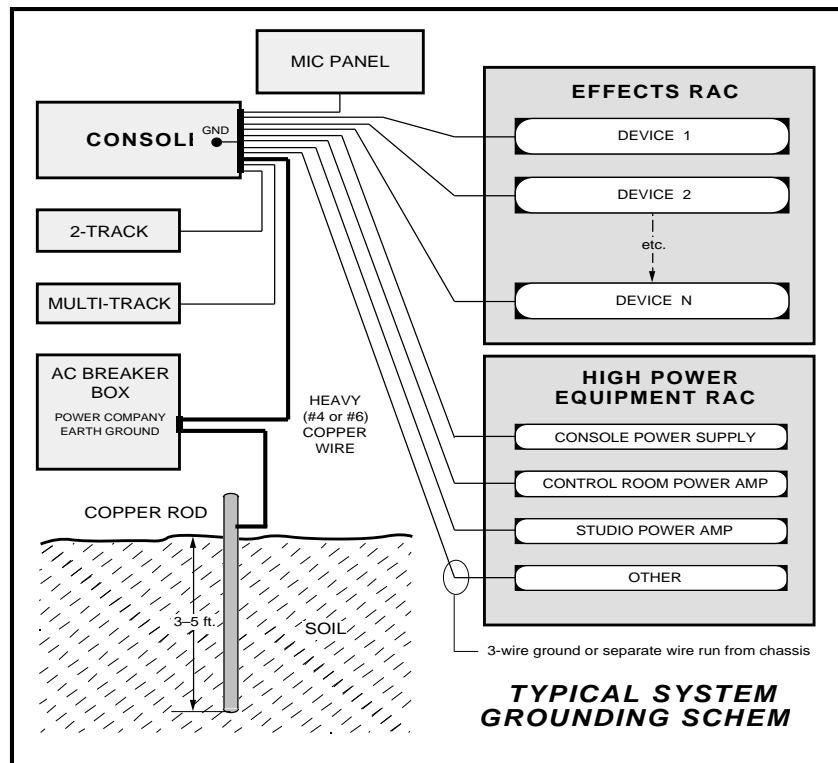 MIC PANEL
EFFECTS RAC
CONSOL
GND
DEVICE 1
DEVICE 2
etc.
DEVICE N
2-TRACK
MULTI-TRACK
AC BREAKER
BOX
POWER COMPANY
EARTH GROUND
HEAVY
(#4 or #6)
COPPER
WIRE
HIGH POWER
EQUIPMENT RAC
CONSOLE POWER SUPPLY
CONTROL ROOM POWER AMP
STUDIO POWER AMP
OTHER
COPPER ROD
3–5 ft.
SOIL
3-wire ground or separate wire run from chassis
TYPICAL SYSTEM
GROUNDING SCHEM